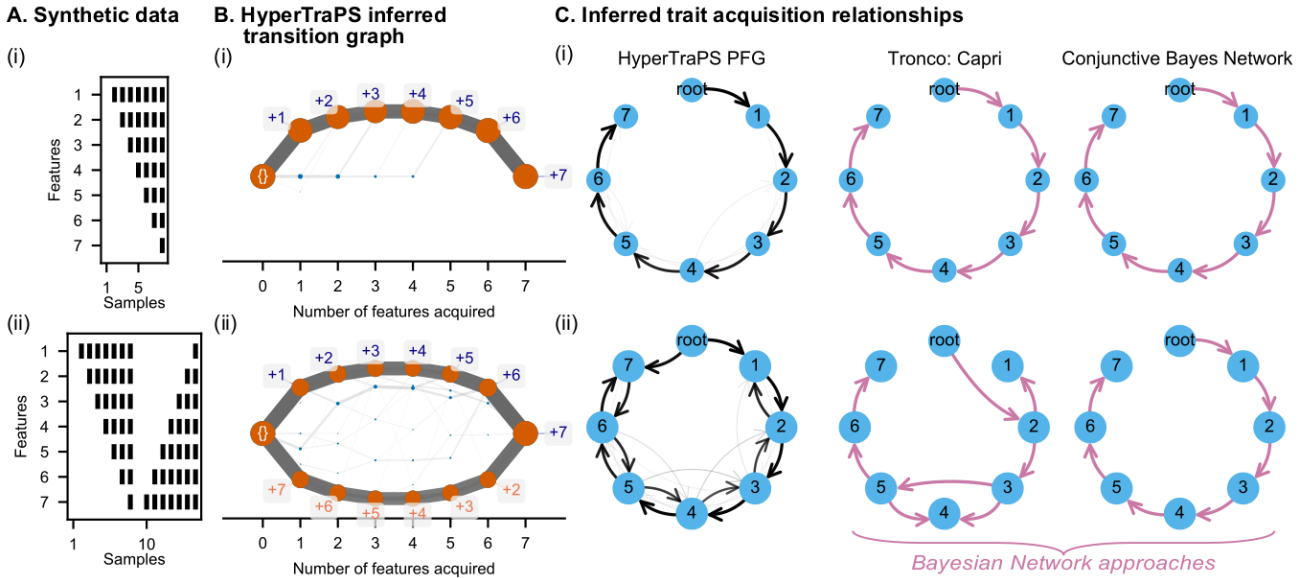 A. Synthetic data
B. HyperTraPS inferred
transition graph
C. Inferred trait acquisition relationships
(i)
Features
1
2
3
4
5
6
7
1 5
Samples
(i)
{}
+1
+2
+3
+4
+5
+6
+7
0 1 2 3 4 5 6 7
Number of features acquired
(i)
HyperTraPS PFG
root
1
2
3
4
5
6
7
Tronco: Capri
root
1
2
3
4
5
6
7
Conjunctive Bayes Network
root
1
2
3
4
5
6
7
(ii)
Features
1
2
3
4
5
6
7
1 10
Samples
(ii)
{}
+1
+2
+3
+4
+5
+6
+7
+7
+6
+5
+4
+3
+2
0 1 2 3 4 5 6 7
Number of features acquired
(ii)
root
1
2
3
4
5
6
7
root
1
2
3
4
5
6
7
root
1
2
3
4
5
6
7
Bayesian Network approaches